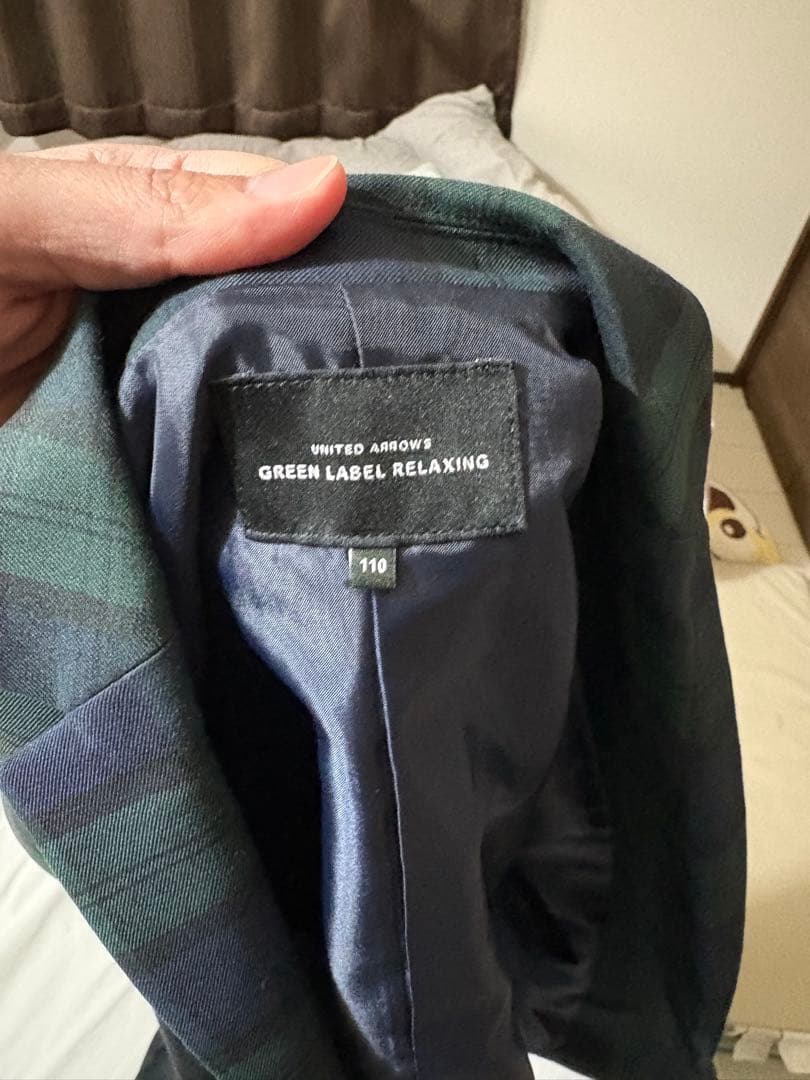 UNITED ARROWS
GREEN LABEL RELAXING
110